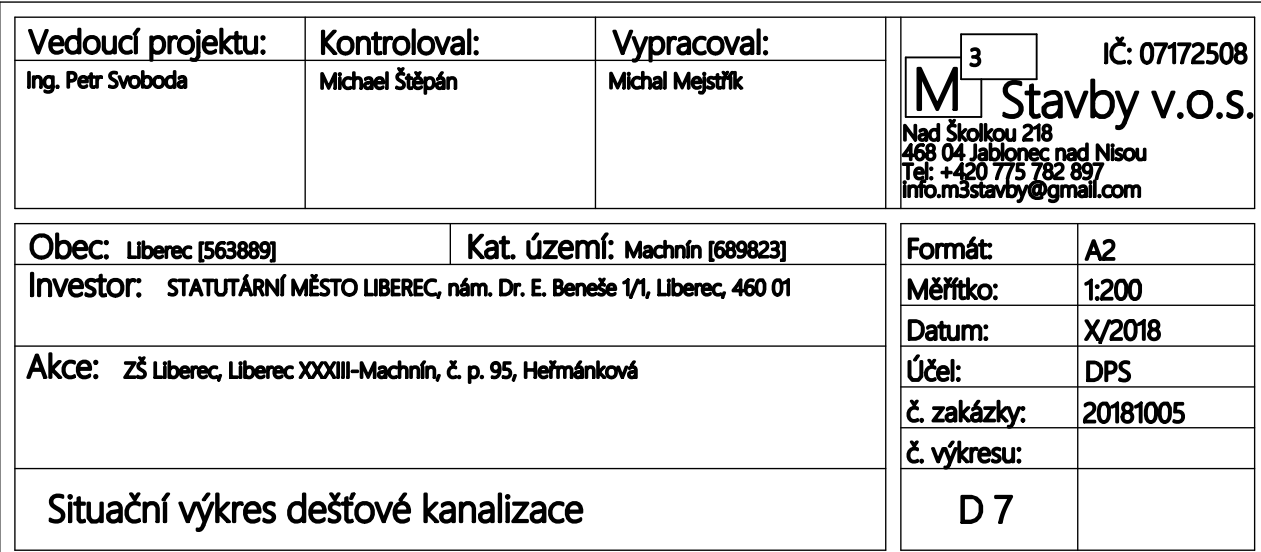 Vedoucí projektu:
Ing. Petr Svoboda
Kontroloval:
Michael Štěpán
Vypracoval:
Michal Mejstřík
M 3
IČ: 07172508
Stavby v.o.s.
Nad Školkou 218
468 04 Jablonec nad Nisou
Tel: +420 775 782 897
info.m3stavby@gmail.com
Obec: Liberec [563889]
Kat. území: Machnín [689823]
Investor: STATUTÁRNÍ MĚSTO LIBEREC, nám. Dr. E. Beneše 1/1, Liberec, 460 01
Akce: ZŠ Liberec, Liberec XXXIII-Machnín, č. p. 95, Heřmánková
Situační výkres dešťové kanalizace
Formát: A2
Měřítko: 1:200
Datum: X/2018
Účel: DPS
č. zakázky: 20181005
č. výkresu:
D 7